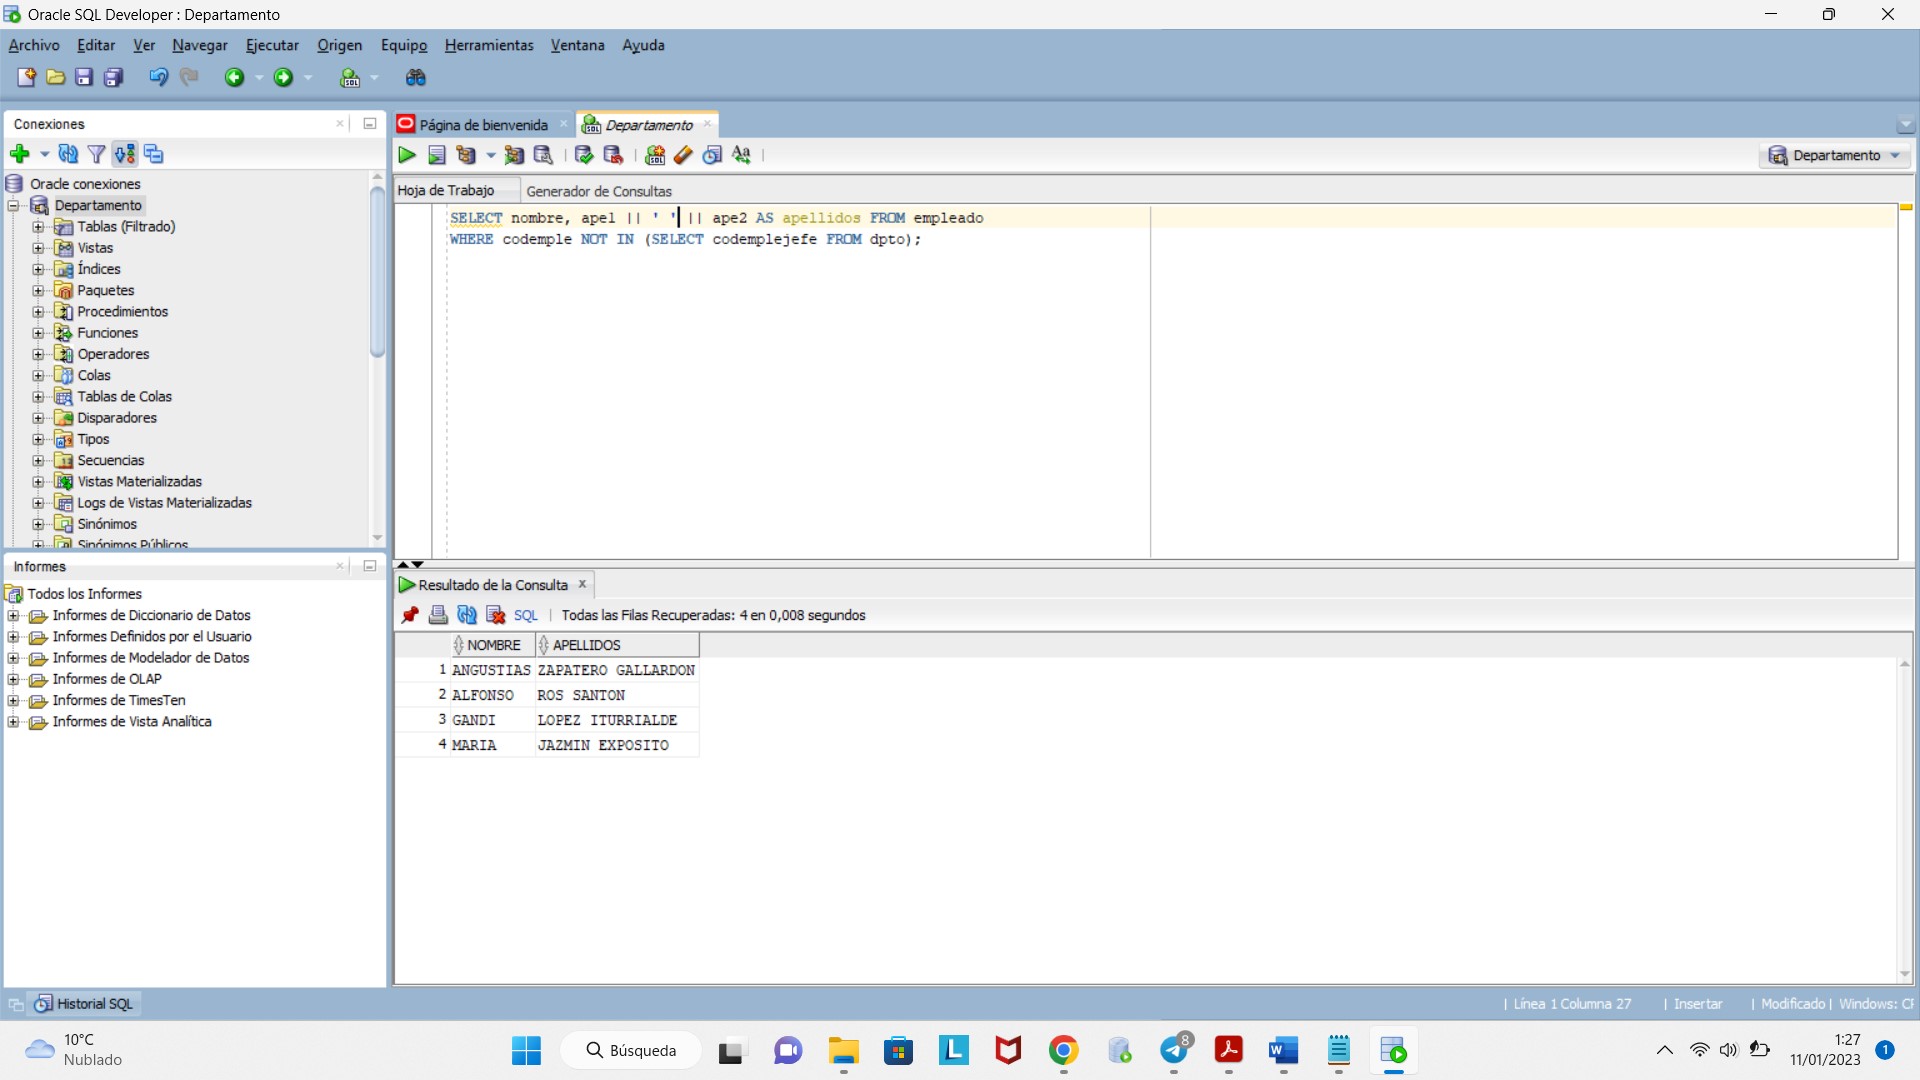 Oracle SQL Developer : Departamento
Archivo Editar Ver Navegar Ejecutar Origen Equipo Herramientas Ventana Ayuda
Conexiones
Página de bienvenida
Departamento
Departamento
Oracle conexiones
Departamento
Tablas (Filtrado)
Vistas
Índices
Paquetes
Procedimientos
Funciones
Operadores
Colas
Tablas de Colas
Disparadores
Tipos
Secuencias
Vistas Materializadas
Logs de Vistas Materializadas
Sinónimos
Sinónimos Públicos
Hoja de Trabajo Generador de Consultas
SELECT nombre, ape1 || ' ' || ape2 AS apellidos FROM empleado
WHERE codemple NOT IN (SELECT codemplejefe FROM dpto);
Informes
Todos los Informes
Informes de Diccionario de Datos
Informes Definidos por el Usuario
Informes de Modelador de Datos
Informes de OLAP
Informes de TimesTen
Informes de Vista Analítica
Resultado de la Consulta
SQL | Todas las Filas Recuperadas: 4 en 0,008 segundos
NOMBRE APELLIDOS
1 ANGUSTIAS ZAPATERO GALLARDON
2 ALFONSO ROS SANTON
3 GANDI LOPEZ ITURRIALDE
4 MARIA JAZMIN EXPOSITO
Historial SQL
| Línea 1 Columna 27 | Insertar | Modificado | Windows: CF
10°C
Nublado
Búsqueda
8
1:27
11/01/2023
1